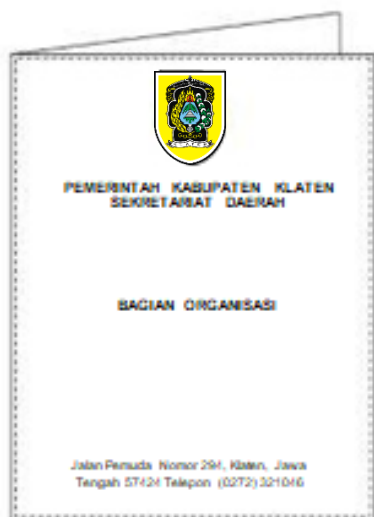 PEMERINTAH KABUPATEN KLATEN
SEKRETARIAT DAERAH
BAGIAN ORGANISASI
Jalan Pemuda Nomor 294, Klaten, Jawa
Tengah 57424 Telepon (0272) 321046